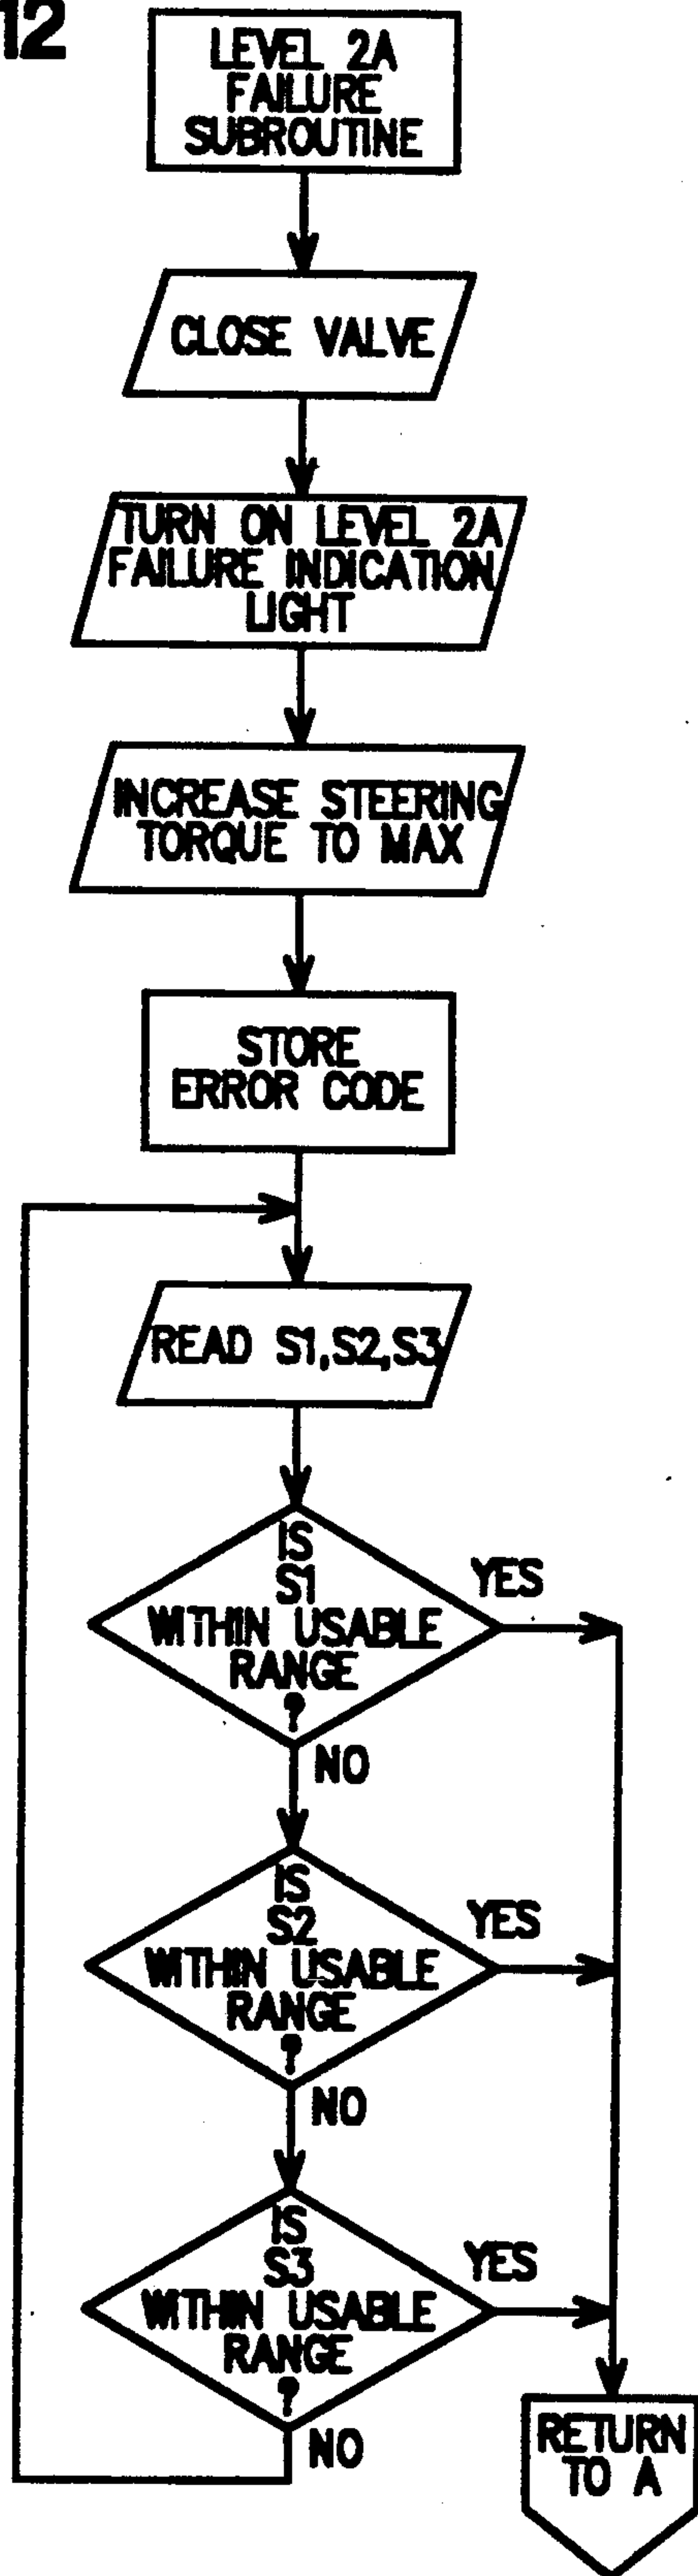 12
LEVEL 2A
FAILURE
SUBROUTINE
CLOSE VALVE
TURN ON LEVEL 2A
FAILURE INDICATION
LIGHT
INCREASE STEERING
TORQUE TO MAX
STORE
ERROR CODE
READ S1,S2,S3
IS
S1
WITHIN USABLE
RANGE
?
YES
NO
IS
S2
WITHIN USABLE
RANGE
?
YES
NO
IS
S3
WITHIN USABLE
RANGE
?
YES
NO
RETURN
TO A